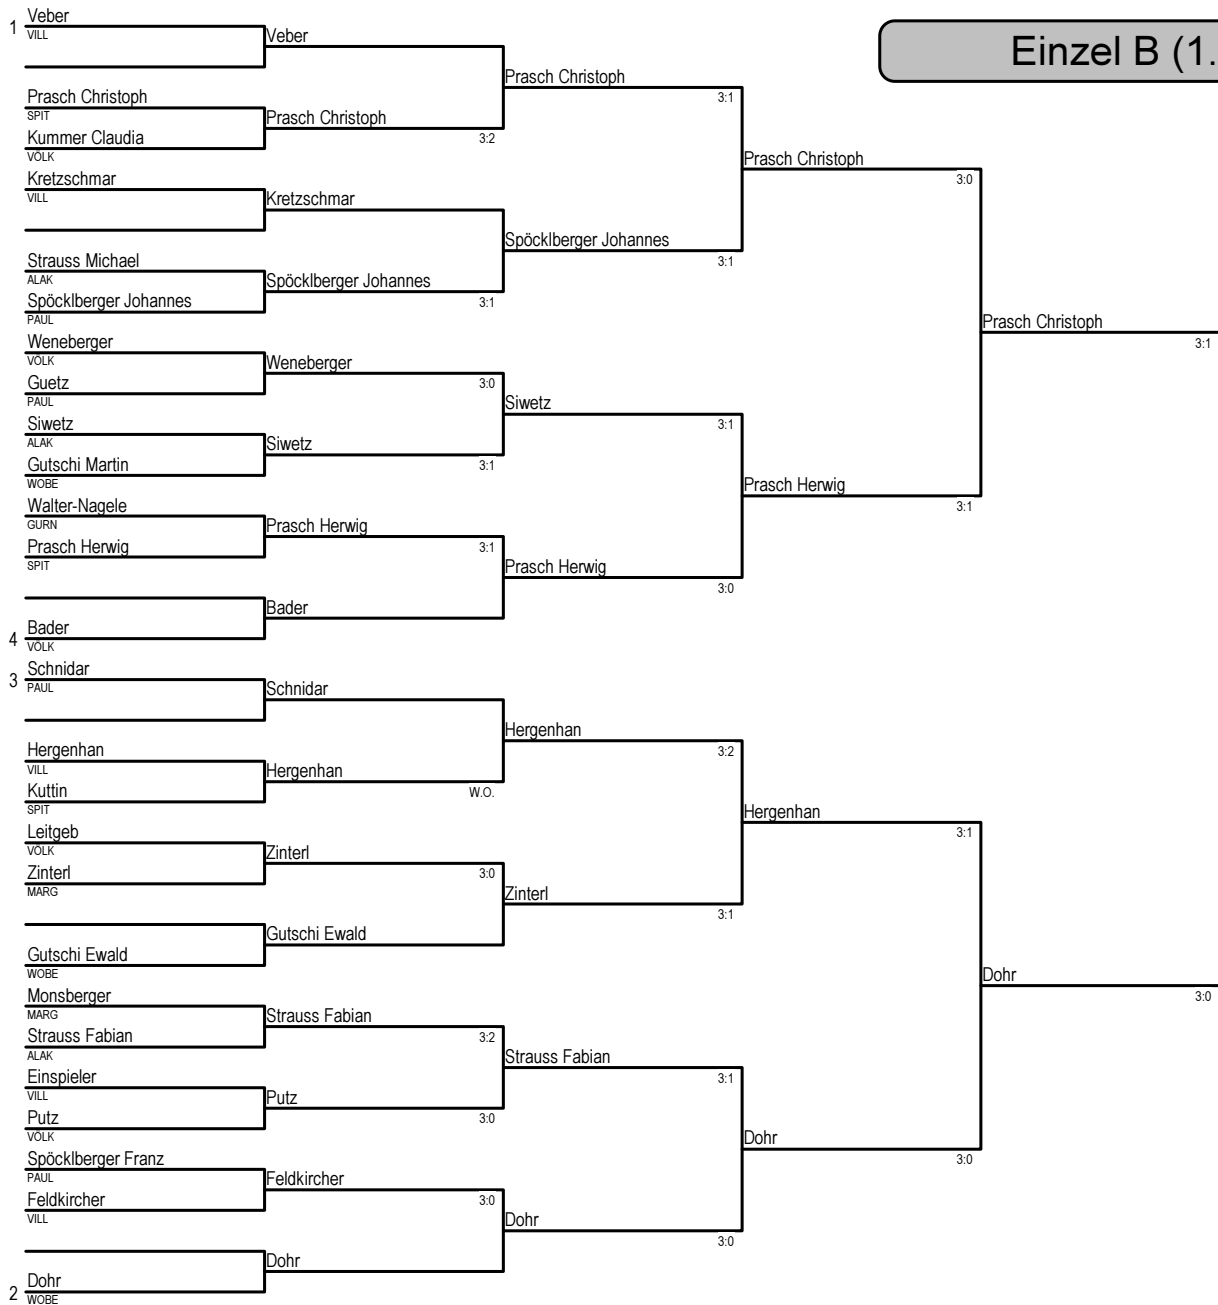 Einzel B (1.
1
Veber
VILL
Prasch Christoph
SPIT
Kummer Claudia
VÖLK
Kretzschmar
VILL
Strauss Michael
ALAK
Spöcklberger Johannes
PAUL
Weneberger
VÖLK
Guetz
PAUL
Siwetz
ALAK
Gutschi Martin
WOBE
Walter-Nagele
GURN
Prasch Herwig
SPIT
4
Bader
VÖLK
3
Schnidar
PAUL
Hergenhan
VILL
Kuttin
SPIT
Leitgeb
VÖLK
Zinterl
MARG
Gutschi Ewald
WOBE
Monsberger
MARG
Strauss Fabian
ALAK
Einspieler
VILL
Putz
VÖLK
Spöcklberger Franz
PAUL
Feldkircher
VILL
2
Dohr
WOBE
Veber
Prasch Christoph
3:2
Kretzschmar
Spöcklberger Johannes
3:1
Weneberger
3:0
Siwetz
3:1
Prasch Herwig
3:1
Bader
Schnidar
Hergenhan
W.O.
Zinterl
3:0
Gutschi Ewald
Strauss Fabian
3:2
Putz
3:0
Feldkircher
3:0
Dohr
Prasch Christoph
3:1
Spöcklberger Johannes
3:1
Siwetz
3:1
Prasch Herwig
3:0
Hergenhan
3:2
Zinterl
3:1
Strauss Fabian
3:1
Dohr
3:0
Prasch Christoph
3:0
Prasch Herwig
3:1
Hergenhan
3:1
Dohr
3:0
Prasch Christoph
3:1
Dohr
3:0